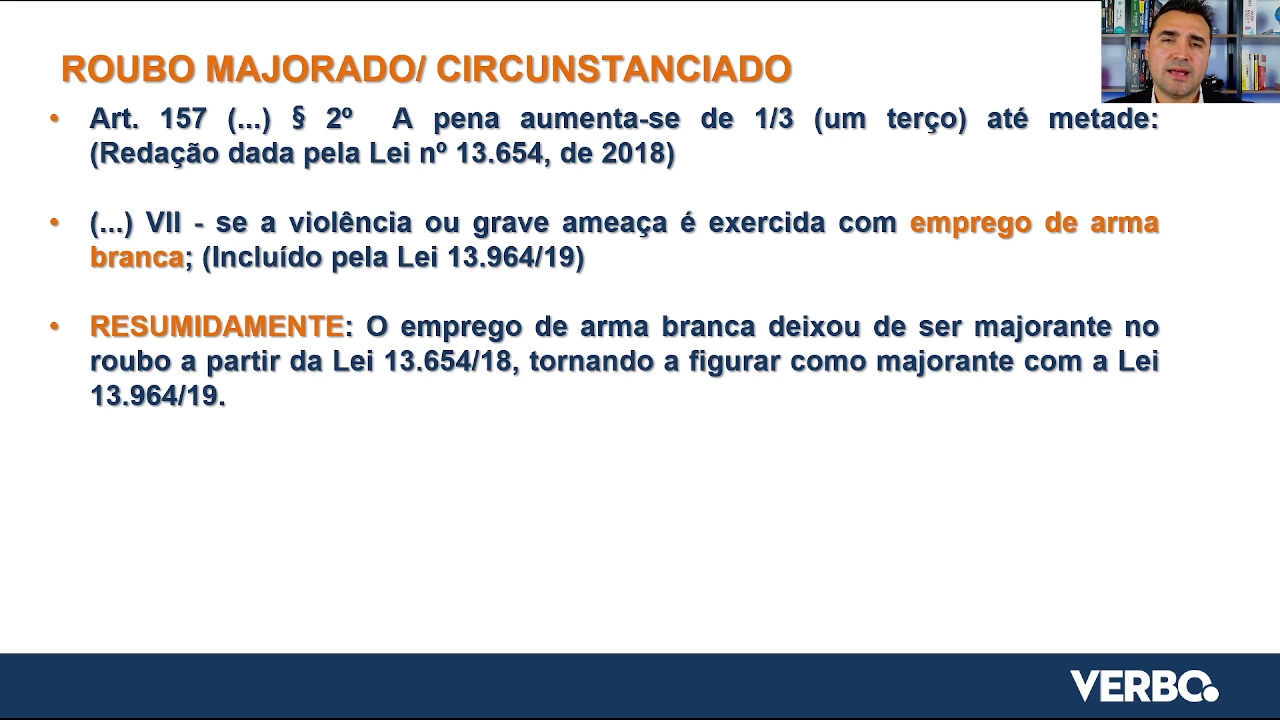 ROUBO MAJORADO/ CIRCUNSTANCIADO
• Art. 157 (...) § 2º A pena aumenta-se de 1/3 (um terço) até metade:
(Redação dada pela Lei nº 13.654, de 2018)
• (...) VII - se a violência ou grave ameaça é exercida com emprego de arma
branca; (Incluído pela Lei 13.964/19)
• RESUMIDAMENTE: O emprego de arma branca deixou de ser majorante no
roubo a partir da Lei 13.654/18, tornando a figurar como majorante com a Lei
13.964/19.
VERBO